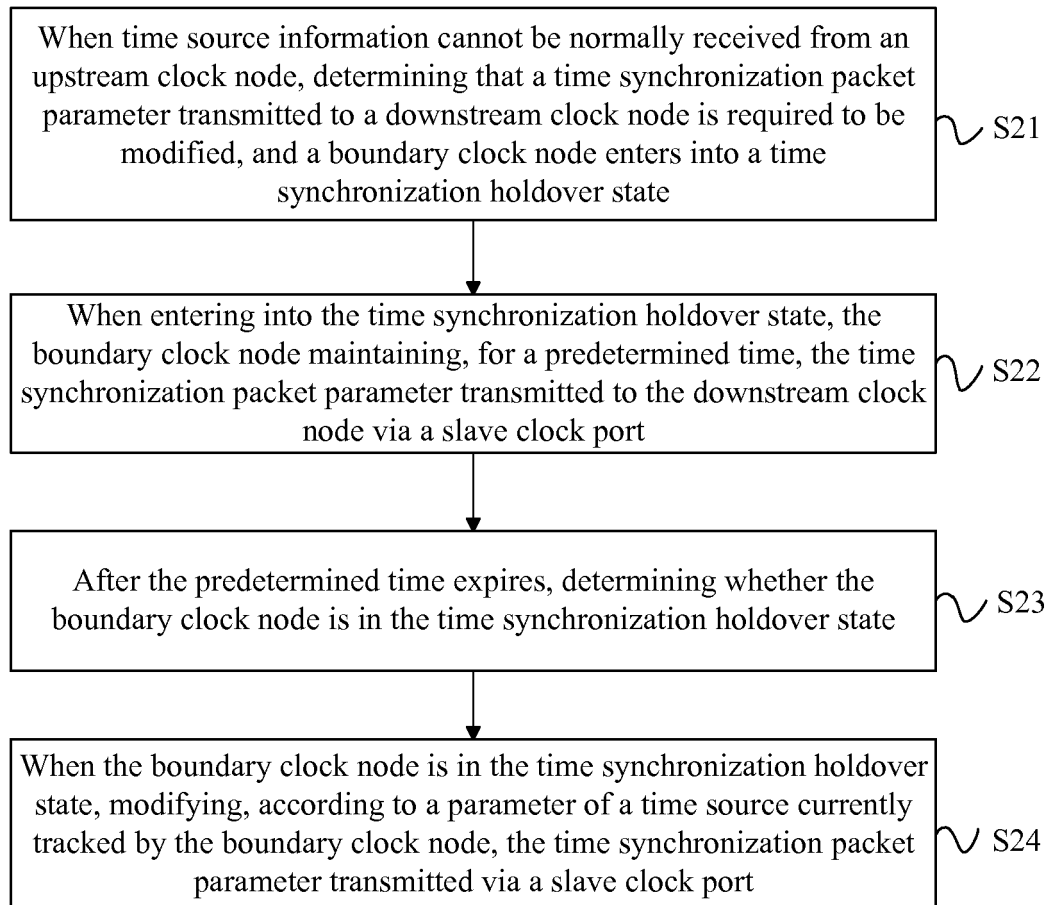 When time source information cannot be normally received from an
upstream clock node, determining that a time synchronization packet
parameter transmitted to a downstream clock node is required to be
modified, and a boundary clock node enters into a time
synchronization holdover state
S21
When entering into the time synchronization holdover state, the
boundary clock node maintaining, for a predetermined time, the time
synchronization packet parameter transmitted to the downstream clock
node via a slave clock port
S22
After the predetermined time expires, determining whether the
boundary clock node is in the time synchronization holdover state
S23
When the boundary clock node is in the time synchronization holdover
state, modifying, according to a parameter of a time source currently
tracked by the boundary clock node, the time synchronization packet
parameter transmitted via a slave clock port
S24